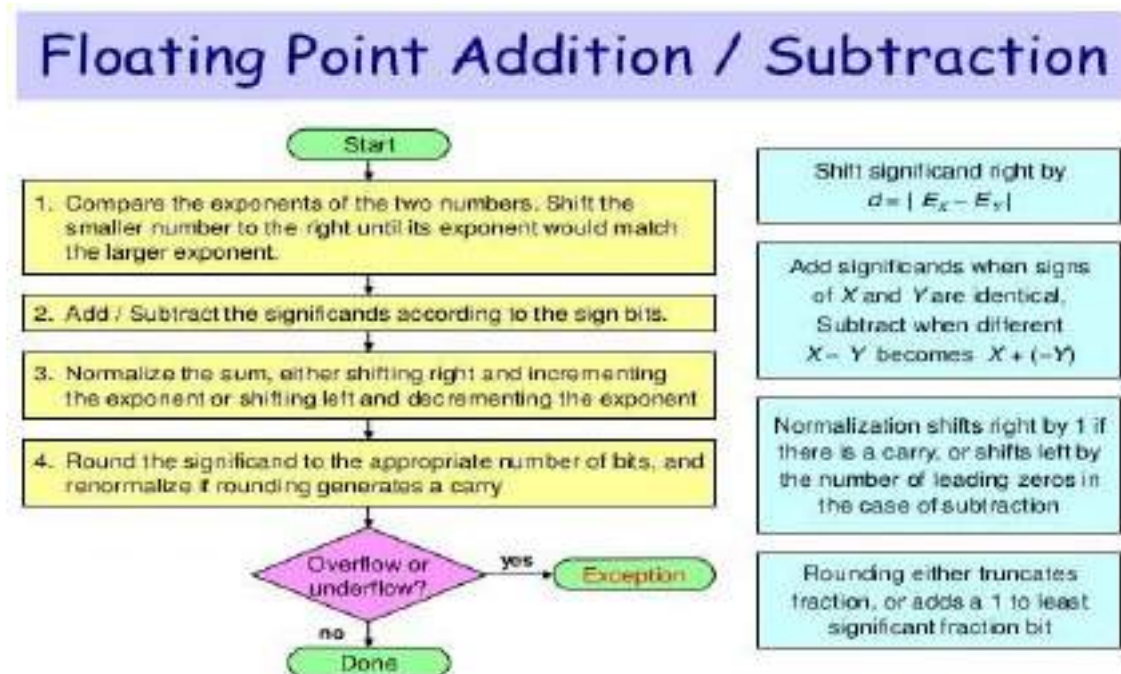 Floating Point Addition / Subtraction
Start
1. Compare the exponents of the two numbers. Shift the
smaller number to the right until its exponent would match
the larger exponent.
2. Add / Subtract the significands according to the sign bits.
3. Normalize the sum, either shifting right and incrementing
the exponent or shifting left and decrementing the exponent
4. Round the significand to the appropriate number of bits, and
renormalize if rounding generates a carry
Overflow or
underflow?
yes
Exception
no
Done
Shift significand right by
d = | E_X – E_Y |
Add significands when signs
of X and Y are identical,
Subtract when different
X – Y becomes X + (–Y)
Normalization shifts right by 1 if
there is a carry, or shifts left by
the number of leading zeros in
the case of subtraction
Rounding either truncates
fraction, or adds a 1 to least
significant fraction bit